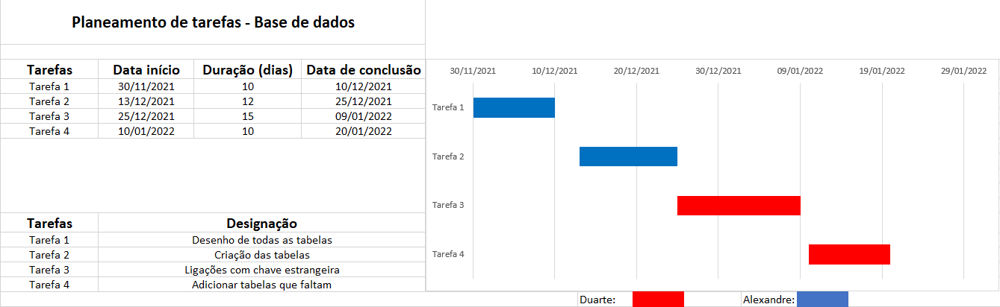 Planeamento de tarefas - Base de dados
Tarefas Data início Duração (dias) Data de conclusão
Tarefa 1 30/11/2021 10 10/12/2021
Tarefa 2 13/12/2021 12 25/12/2021
Tarefa 3 25/12/2021 15 09/01/2022
Tarefa 4 10/01/2022 10 20/01/2022
30/11/2021 10/12/2021 20/12/2021 30/12/2021 09/01/2022 19/01/2022 29/01/2022
Tarefa 1
Tarefa 2
Tarefa 3
Tarefa 4
Tarefas Designação
Tarefa 1 Desenho de todas as tabelas
Tarefa 2 Criação das tabelas
Tarefa 3 Ligações com chave estrangeira
Tarefa 4 Adicionar tabelas que faltam
Duarte: Alexandre: